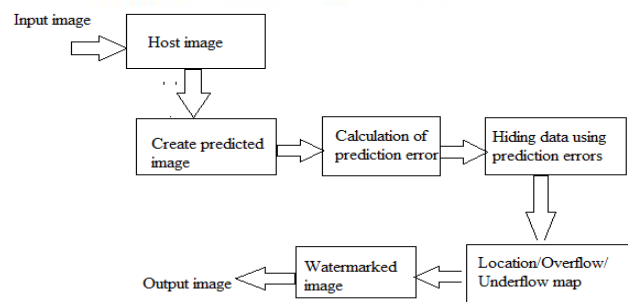 Input image
Host image
Create predicted
image
Calculation of
prediction error
Hiding data using
prediction errors
Location/Overflow/
Underflow map
Watermarked
image
Output image